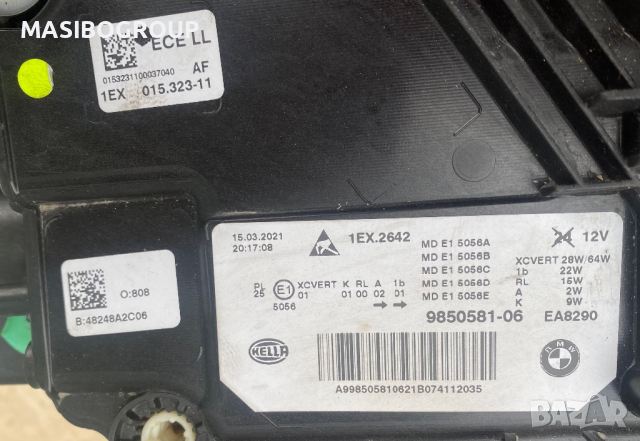 MASIBOGROUP
ECE LL
0153231100037040 AF
1EX 015.323-11
O:808
B:48248A2C06
15.03.2021
20:17:08
1EX.2642
MD E1 5056A
MD E1 5056B
MD E1 5056C
MD E1 5056D
MD E1 5056E
24 12V
XCVERT 28W/64W
1b 22W
RL 15W
A 2W
K 9W
PL XCVERT K RL A 1b
25 E1 01 01 00 02 01
5056
9850581-06 EA8290
HELLA
BMW
A998505810621B074112035
BAZAR